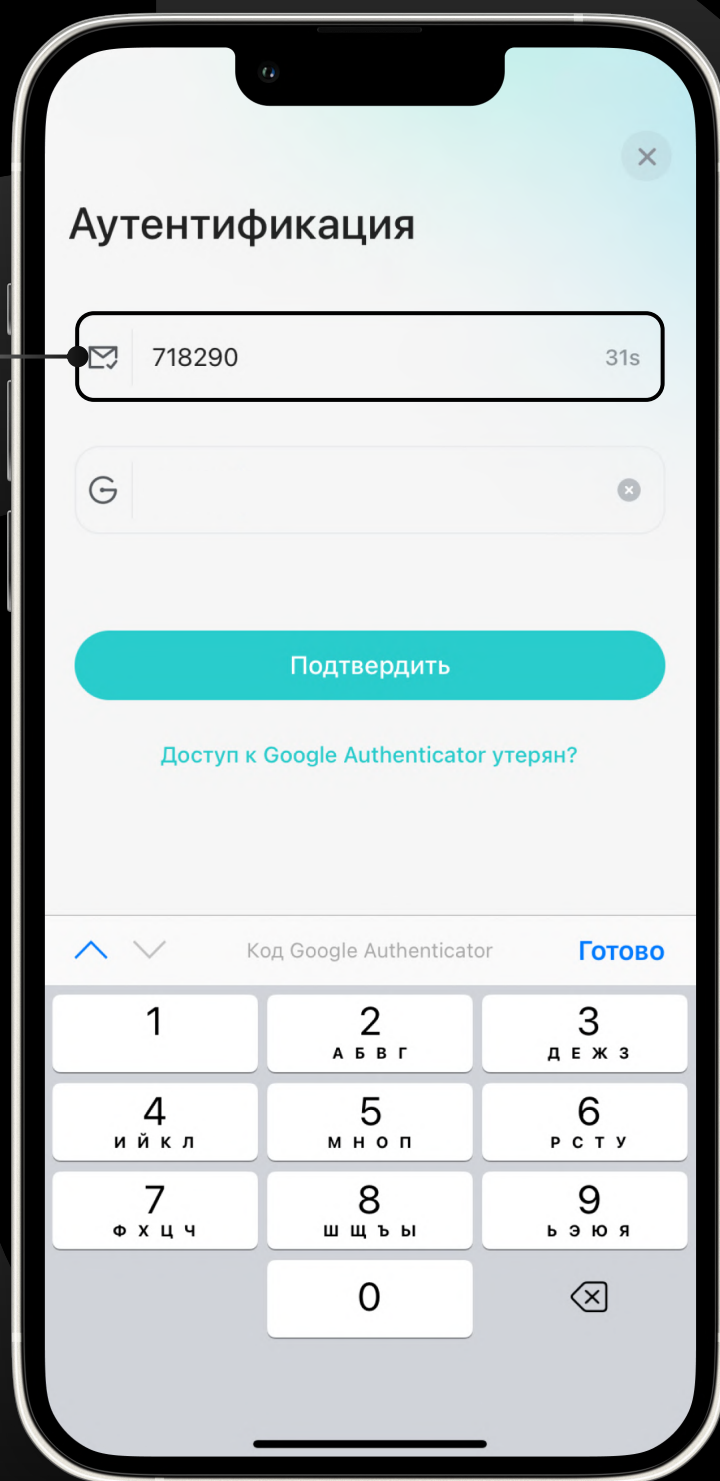 Аутентификация
718290 31s
Подтвердить
Доступ к Google Authenticator утерян?
Код Google Authenticator Готово
1 2 3
А Б В Г Д Е Ж З
4 5 6
И Й К Л М Н О П Р С Т У
7 8 9
Ф Х Ц Ч Ш Щ Ъ Ы Ь Э Ю Я
0